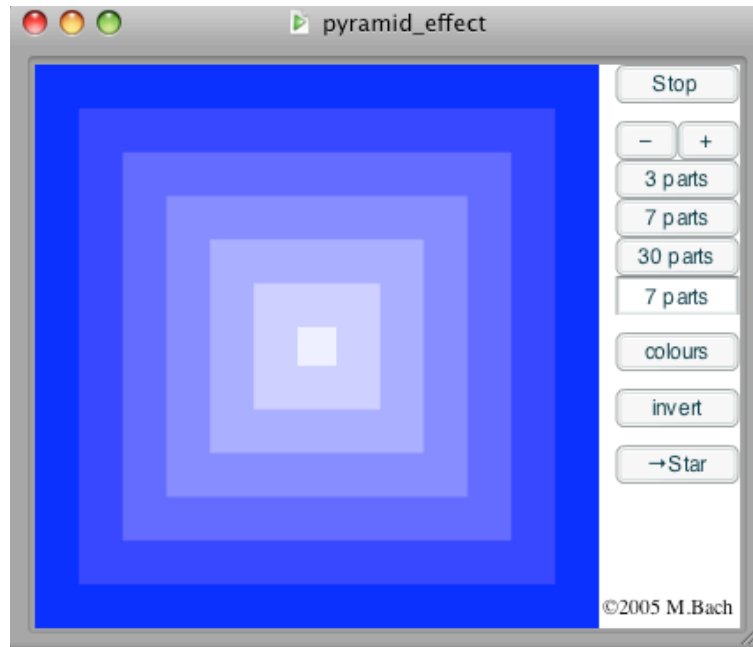 pyramid_effect
Stop
– +
3 parts
7 parts
30 parts
7 parts
colours
invert
→Star
©2005 M.Bach